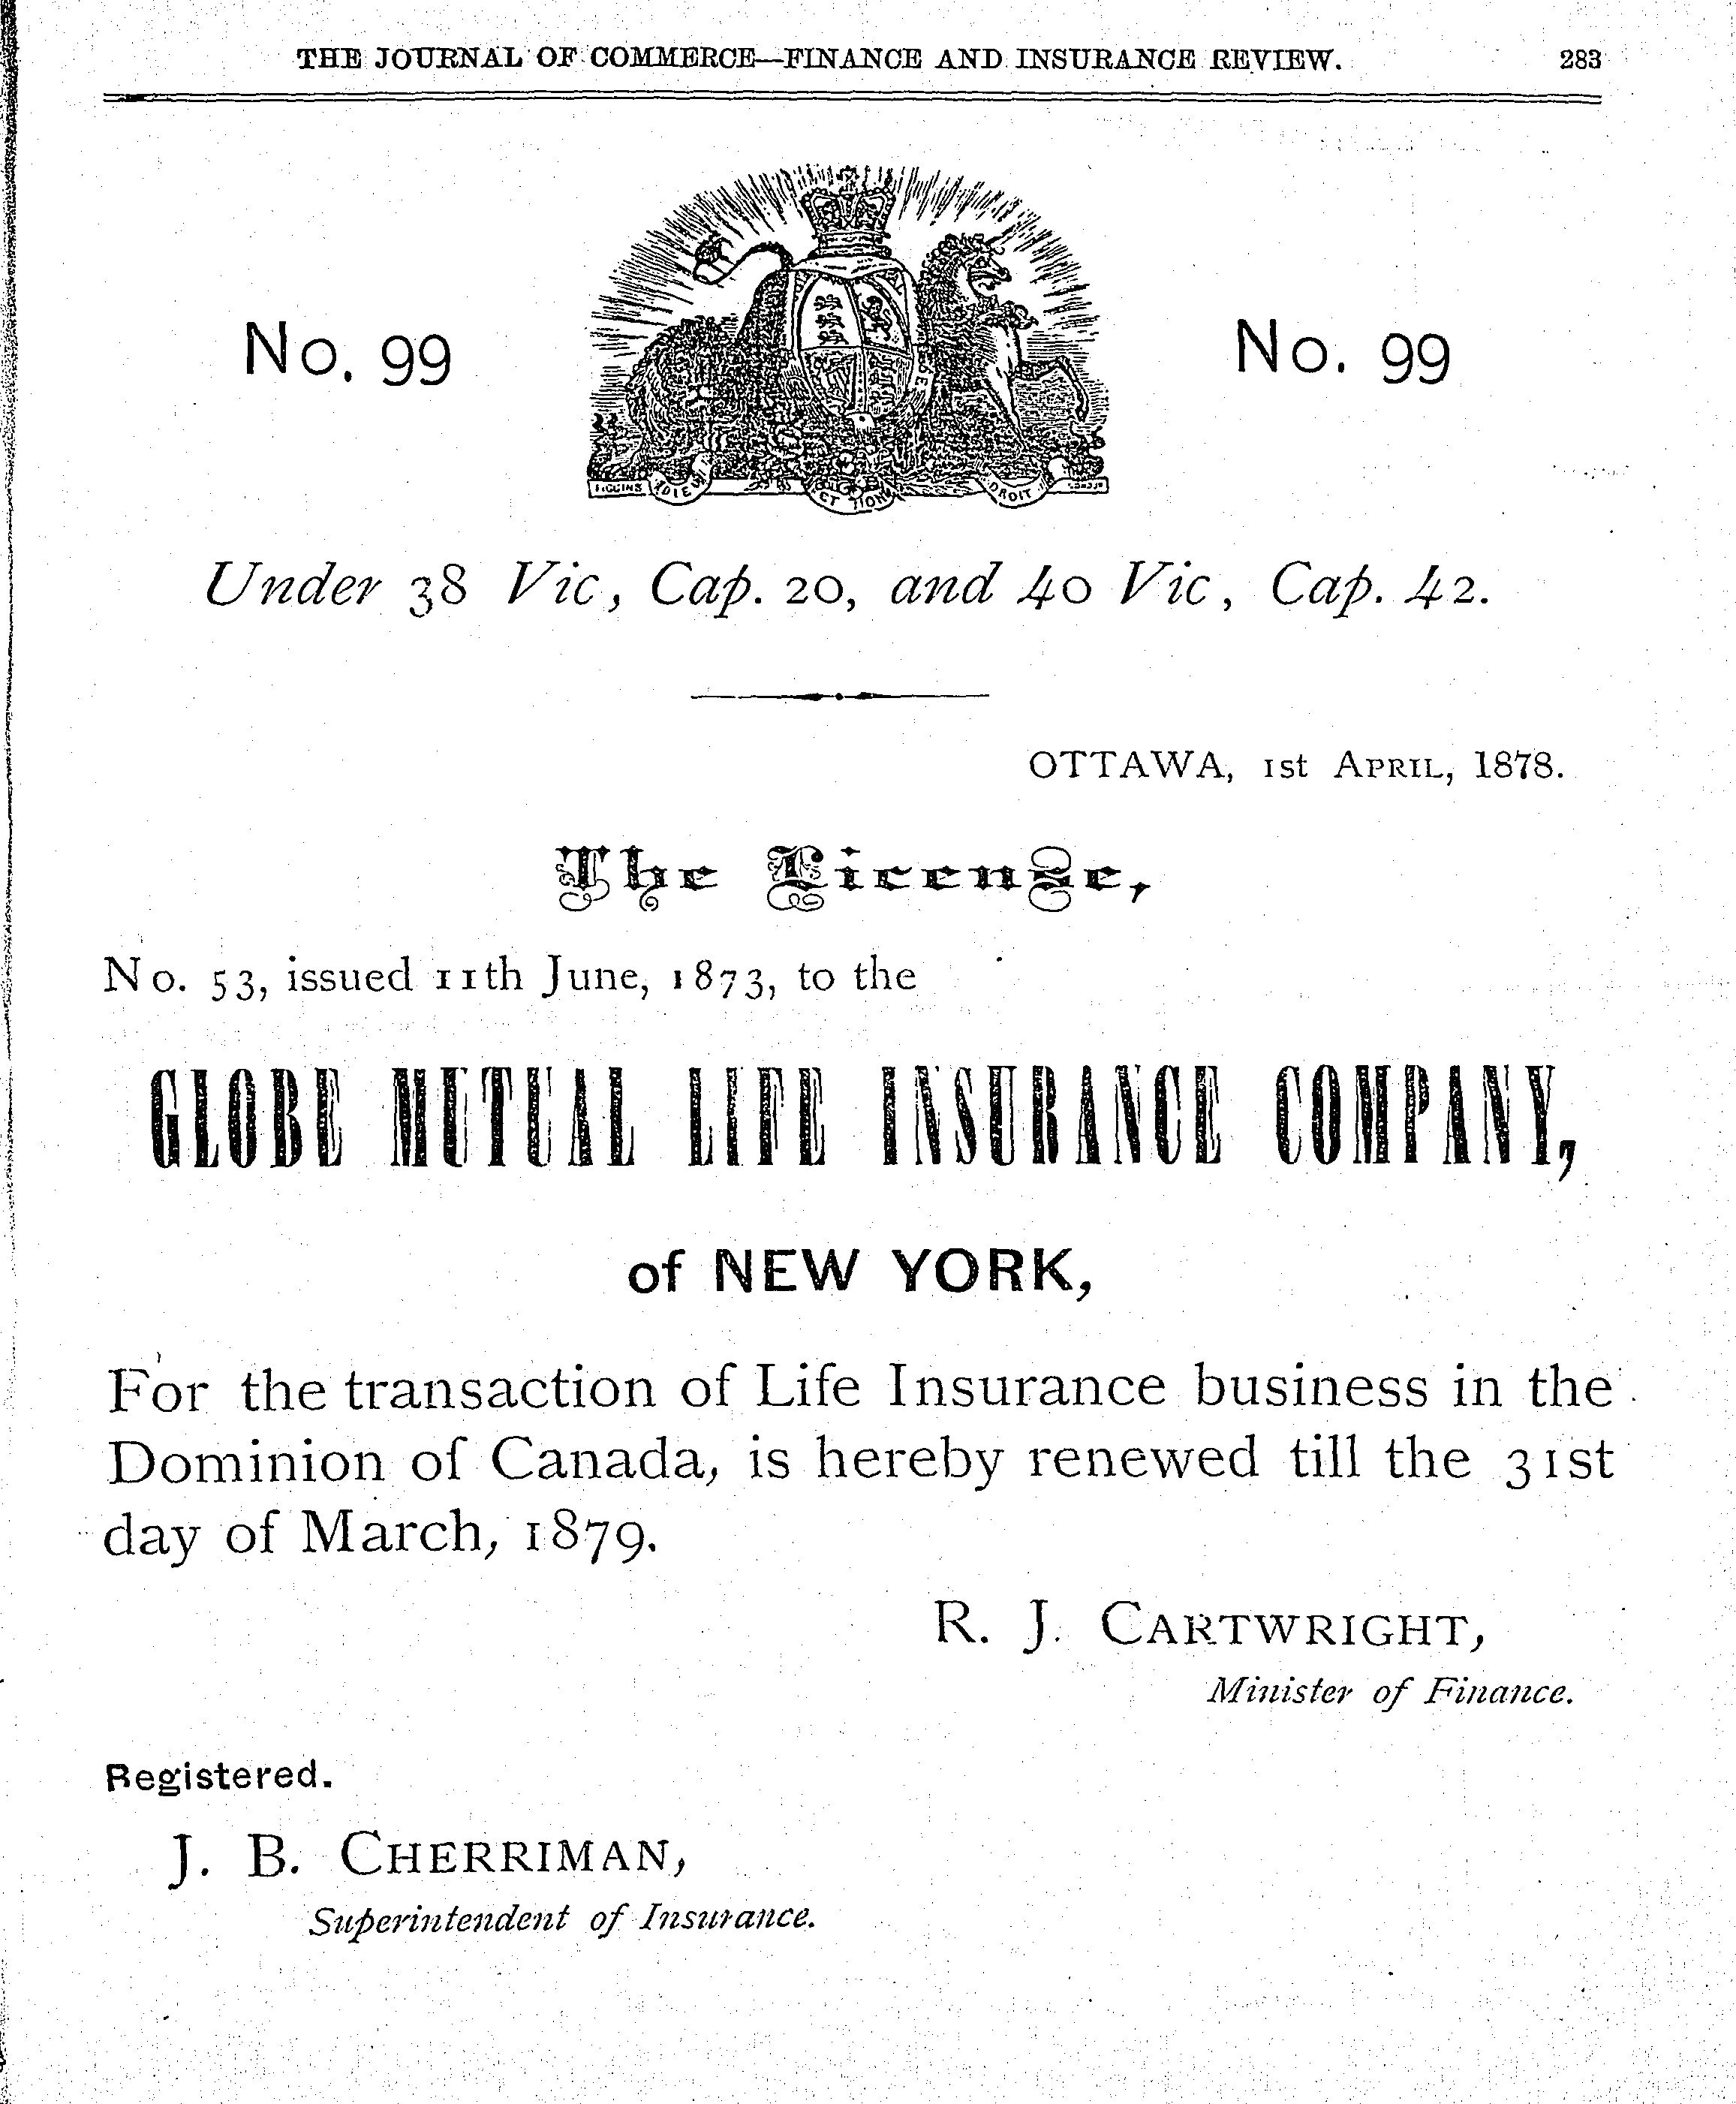 THE JOURNAL OF COMMERCE—FINANCE AND INSURANCE REVIEW. 283
No. 99 No. 99
FIGGINS DIEU DROIT
Under 38 Vic, Cap. 20, and 40 Vic, Cap. 42.
OTTAWA, 1st APRIL, 1878.
The License,
No. 53, issued 11th June, 1873, to the
GLOBE MUTUAL LIFE INSURANCE COMPANY,
of NEW YORK,
For the transaction of Life Insurance business in the
Dominion of Canada, is hereby renewed till the 31st
day of March, 1879.
R. J. CARTWRIGHT,
Minister of Finance.
Registered.
J. B. CHERRIMAN,
Superintendent of Insurance.